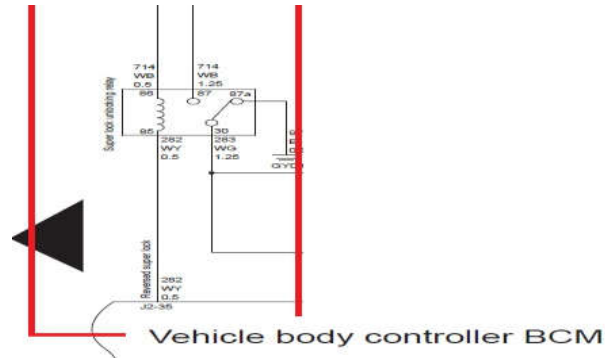 714
WB
0.5
714
WB
1.25
86
87
87a
Super lock unlocking relay
85
30
282
WY
0.5
283
WG
1.25
Reversed super lock
282
WY
0.5
J2-35
Vehicle body controller BCM